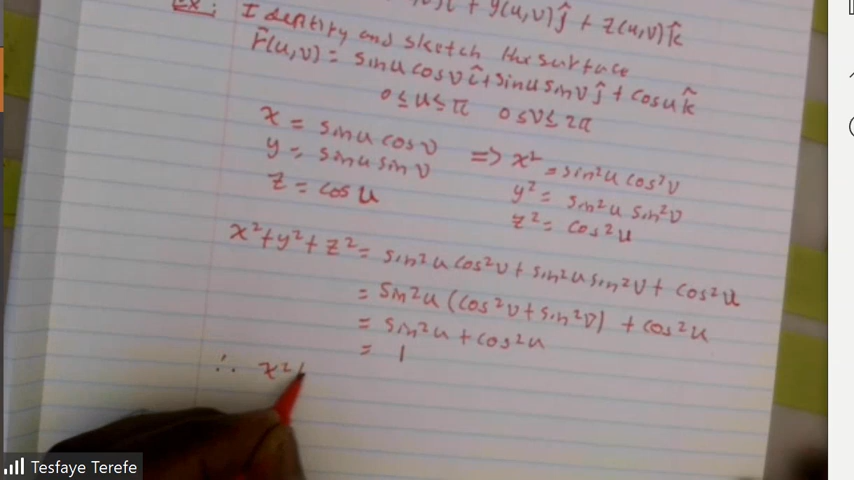 + y(u,v)ĵ + z(u,v)k̂
Ex: Identify and sketch the surface
r̂(u,v) = sinu cosv î + sinu sinv ĵ + cosu k̂
0 ≤ u ≤ π 0 ≤ v ≤ 2π
x = sinu cosv => x² = sin²u cos²v
y = sinu sinv y² = sin²u sin²v
z = cosu z² = cos²u
x² + y² + z² = sin²u cos²v + sin²u sin²v + cos²u
= sin²u (cos²v + sin²v) + cos²u
= sin²u + cos²u
= 1
∴ x²
Tesfaye Terefe